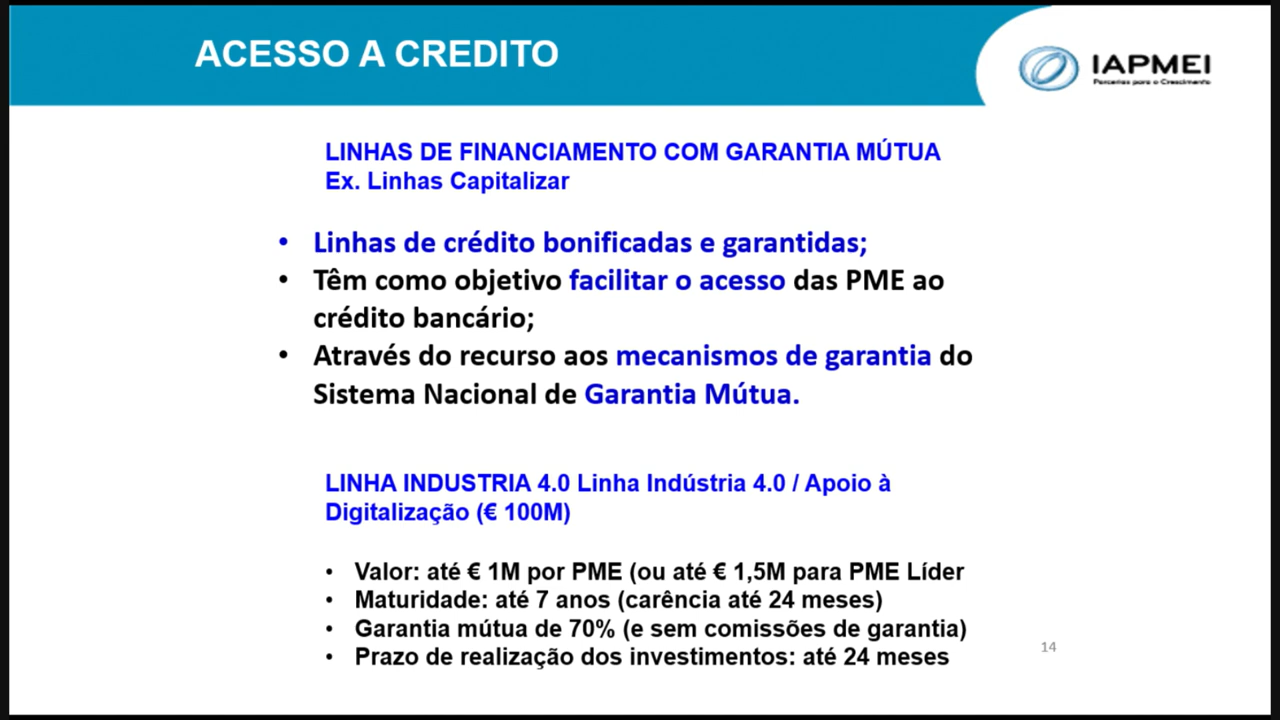 ACESSO A CREDITO
IAPMEI
Parcerias para o Crescimento
LINHAS DE FINANCIAMENTO COM GARANTIA MÚTUA
Ex. Linhas Capitalizar
• Linhas de crédito bonificadas e garantidas;
• Têm como objetivo facilitar o acesso das PME ao
crédito bancário;
• Através do recurso aos mecanismos de garantia do
Sistema Nacional de Garantia Mútua.
LINHA INDUSTRIA 4.0 Linha Indústria 4.0 / Apoio à
Digitalização (€ 100M)
• Valor: até € 1M por PME (ou até € 1,5M para PME Líder
• Maturidade: até 7 anos (carência até 24 meses)
• Garantia mútua de 70% (e sem comissões de garantia)
• Prazo de realização dos investimentos: até 24 meses
14